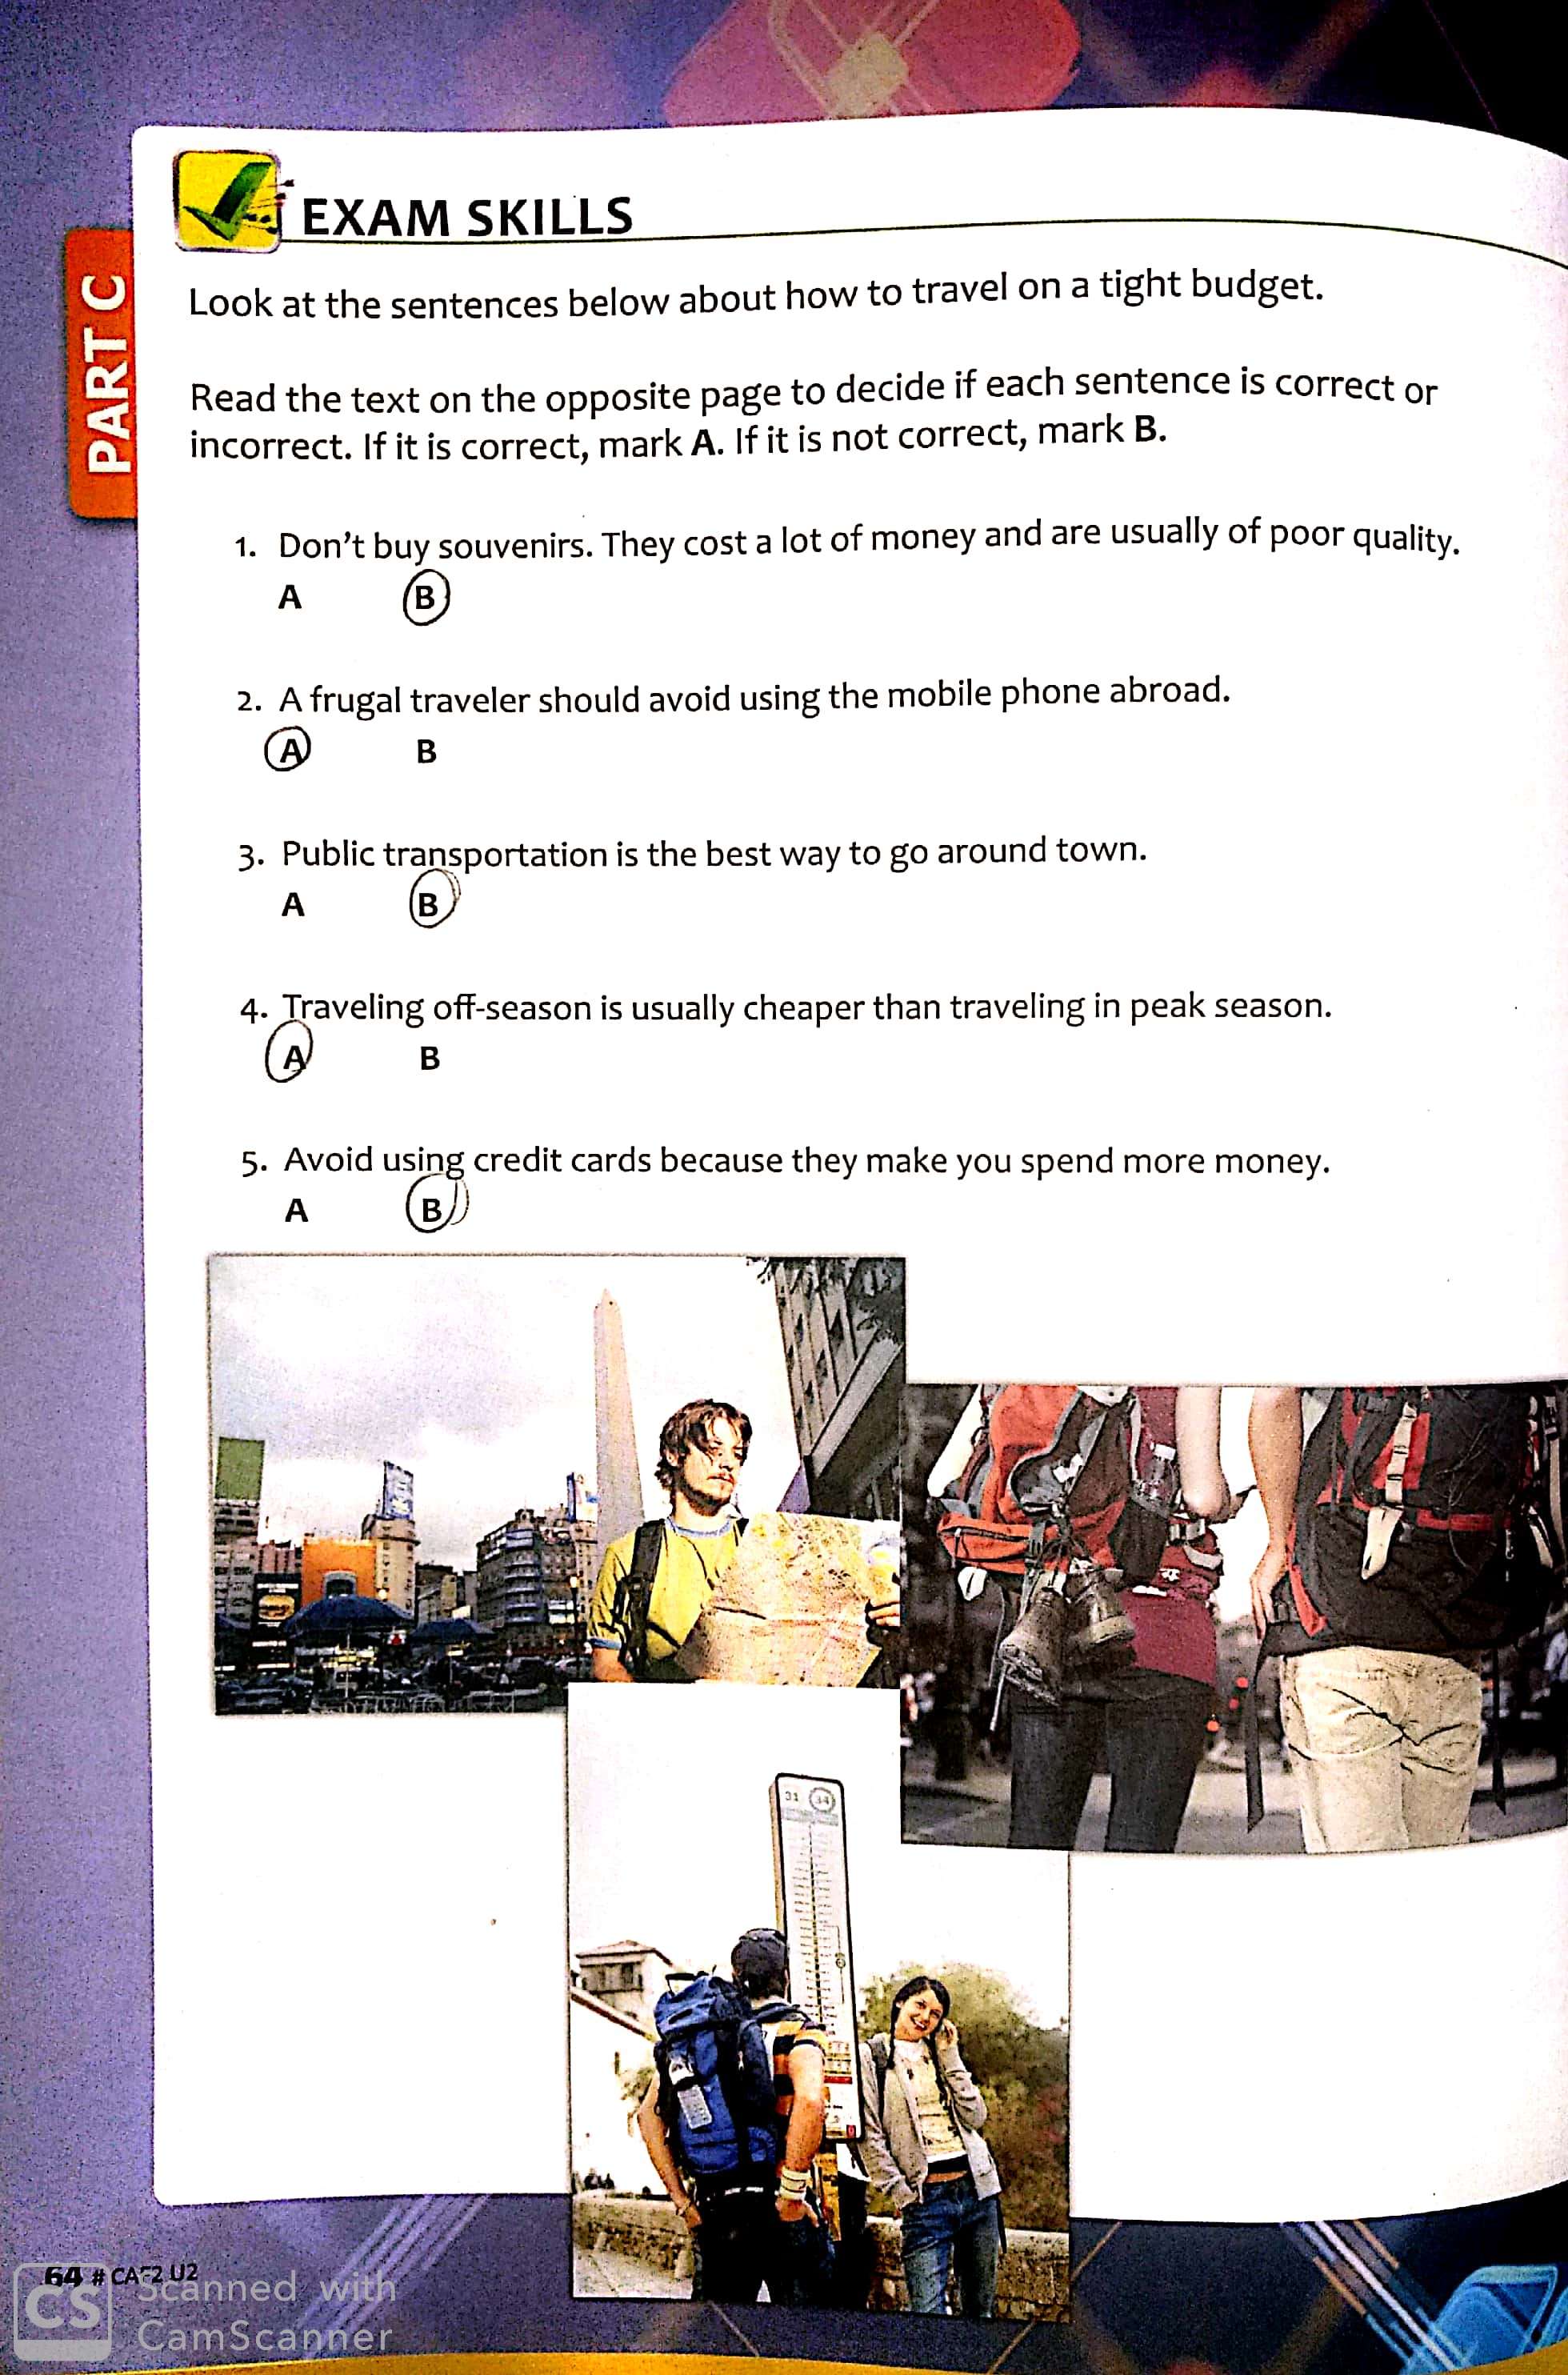 EXAM SKILLS
PART C
Look at the sentences below about how to travel on a tight budget.
Read the text on the opposite page to decide if each sentence is correct or
incorrect. If it is correct, mark A. If it is not correct, mark B.
1. Don't buy souvenirs. They cost a lot of money and are usually of poor quality.
A B
2. A frugal traveler should avoid using the mobile phone abroad.
A B
3. Public transportation is the best way to go around town.
A B
4. Traveling off-season is usually cheaper than traveling in peak season.
A B
5. Avoid using credit cards because they make you spend more money.
A B
31 34
64 # CAE2 U2
CS Scanned with
CamScanner